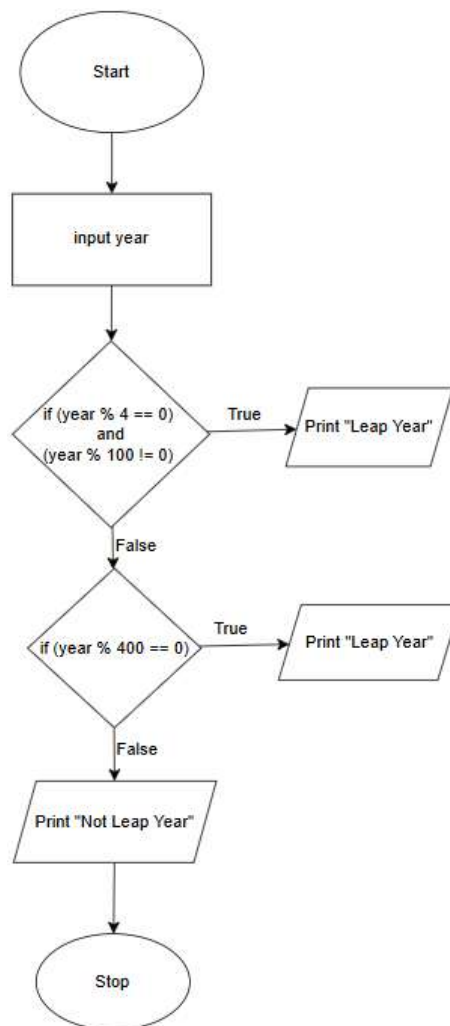 Start
input year
if (year % 4 == 0)
and
(year % 100 != 0)
True
Print "Leap Year"
False
if (year % 400 == 0)
True
Print "Leap Year"
False
Print "Not Leap Year"
Stop